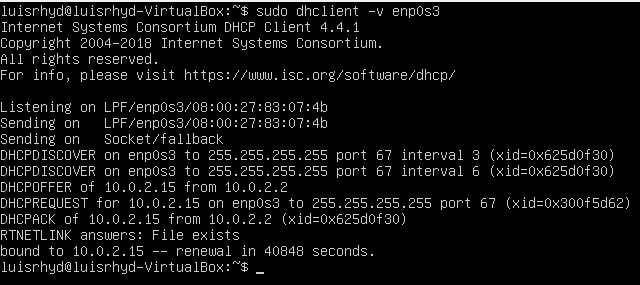 luisrhyd@luisrhyd-VirtualBox:~$ sudo dhclient -v enp0s3
Internet Systems Consortium DHCP Client 4.4.1
Copyright 2004-2018 Internet Systems Consortium.
All rights reserved.
For info, please visit https://www.isc.org/software/dhcp/

Listening on LPF/enp0s3/08:00:27:83:07:4b
Sending on   LPF/enp0s3/08:00:27:83:07:4b
Sending on   Socket/fallback
DHCPDISCOVER on enp0s3 to 255.255.255.255 port 67 interval 3 (xid=0x625d0f30)
DHCPDISCOVER on enp0s3 to 255.255.255.255 port 67 interval 6 (xid=0x625d0f30)
DHCPOFFER of 10.0.2.15 from 10.0.2.2
DHCPREQUEST for 10.0.2.15 on enp0s3 to 255.255.255.255 port 67 (xid=0x300f5d62)
DHCPACK of 10.0.2.15 from 10.0.2.2 (xid=0x625d0f30)
RTNETLINK answers: File exists
bound to 10.0.2.15 -- renewal in 40848 seconds.
luisrhyd@luisrhyd-VirtualBox:~$ _